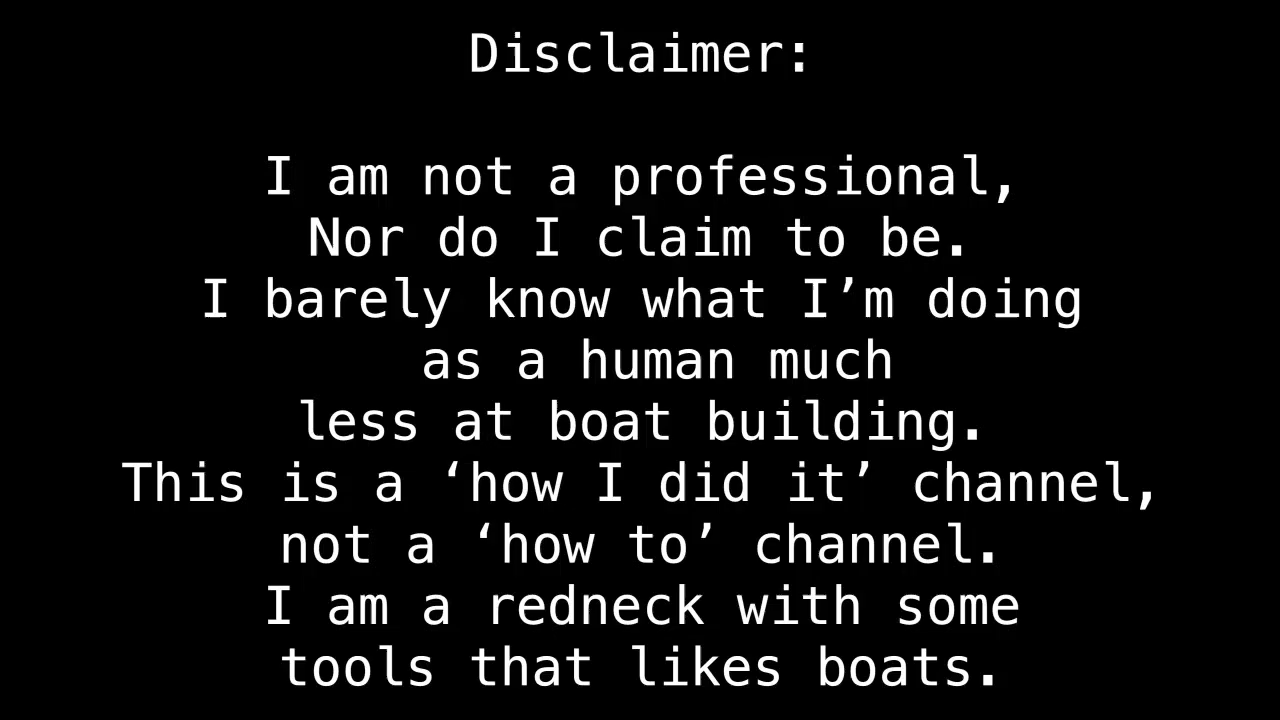 Disclaimer:
I am not a professional,
Nor do I claim to be.
I barely know what I’m doing
as a human much
less at boat building.
This is a ‘how I did it’ channel,
not a ‘how to’ channel.
I am a redneck with some
tools that likes boats.